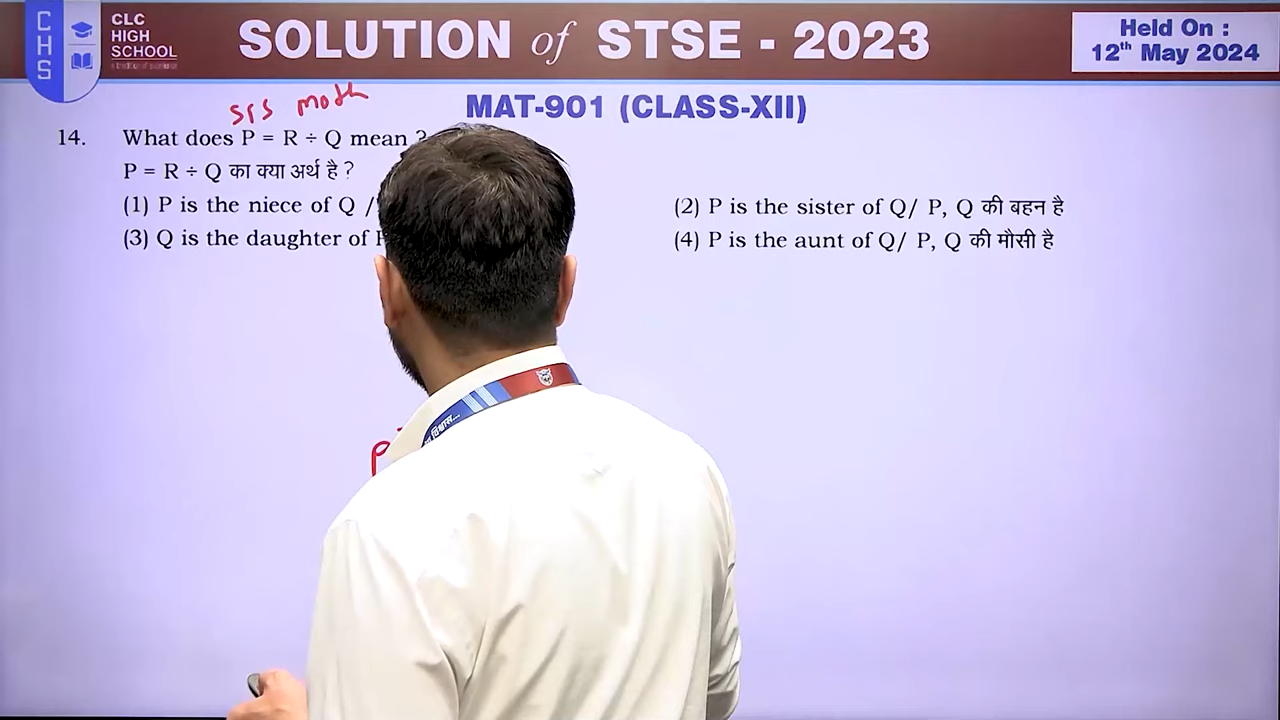 CHS
CLC
HIGH
SCHOOL
SOLUTION of STSE - 2023
Held On :
12th May 2024
MAT-901 (CLASS-XII)
sis moth
14. What does P = R ÷ Q mean ?
P = R ÷ Q का क्या अर्थ है ?
(1) P is the niece of Q /
(2) P is the sister of Q/ P, Q की बहन है
(3) Q is the daughter of
(4) P is the aunt of Q/ P, Q की मौसी है
P